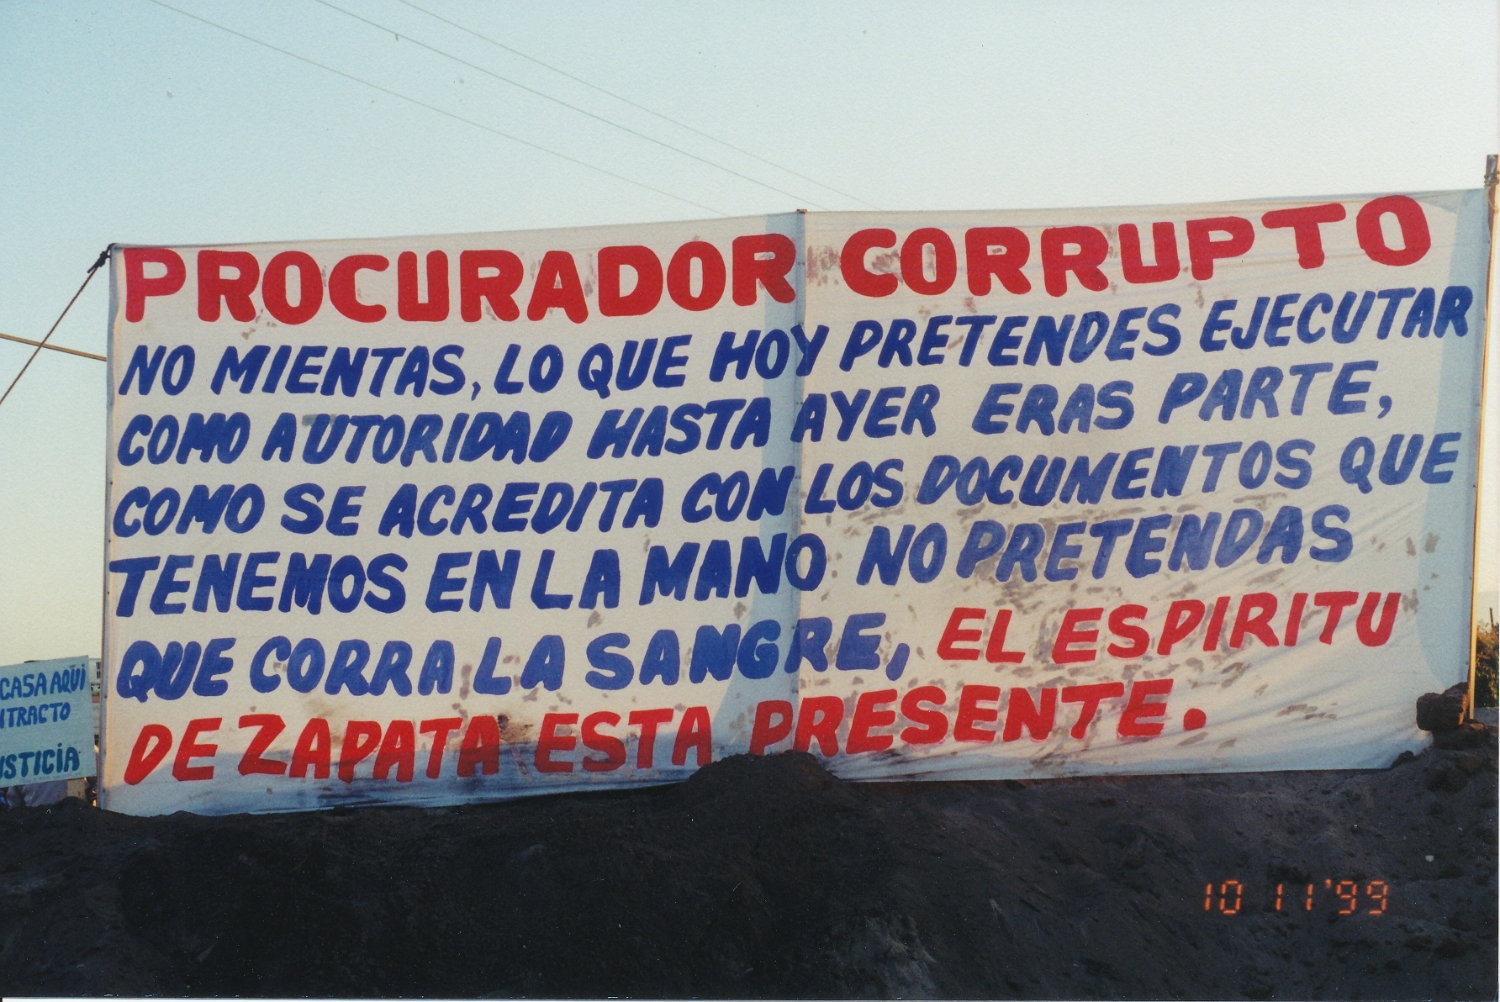 PROCURADOR CORRUPTO
NO MIENTAS, LO QUE HOY PRETENDES EJECUTAR
COMO AUTORIDAD HASTA AYER ERAS PARTE,
COMO SE ACREDITA CON LOS DOCUMENTOS QUE
TENEMOS EN LA MANO NO PRETENDAS
QUE CORRA LA SANGRE, EL ESPIRITU
DE ZAPATA ESTA PRESENTE.
CASA AQUÍ
NTRACTO
USTICIA
10 11'99